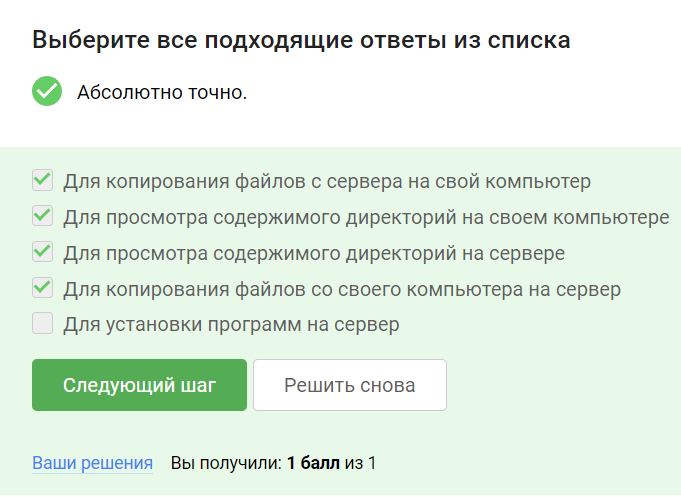 Выберите все подходящие ответы из списка
Абсолютно точно.
Для копирования файлов с сервера на свой компьютер
Для просмотра содержимого директорий на своем компьютере
Для просмотра содержимого директорий на сервере
Для копирования файлов со своего компьютера на сервер
Для установки программ на сервер
Следующий шаг
Решить снова
Ваши решения Вы получили: 1 балл из 1